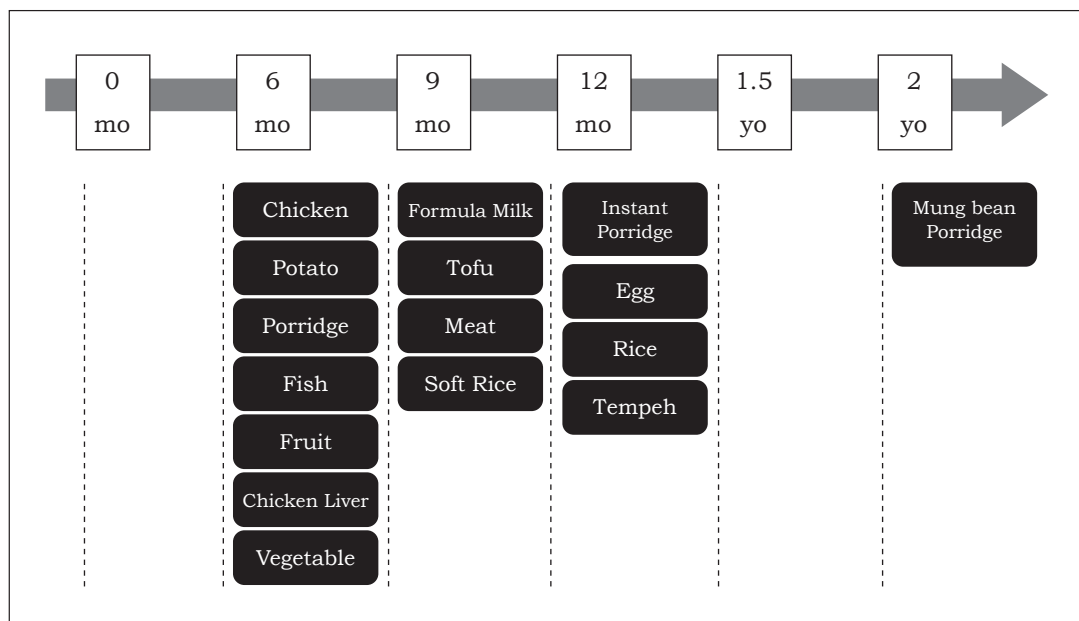 0
mo
6
mo
9
mo
12
mo
1.5
yo
2
yo
Chicken
Potato
Porridge
Fish
Fruit
Chicken Liver
Vegetable
Formula Milk
Tofu
Meat
Soft Rice
Instant
Porridge
Egg
Rice
Tempeh
Mung bean
Porridge